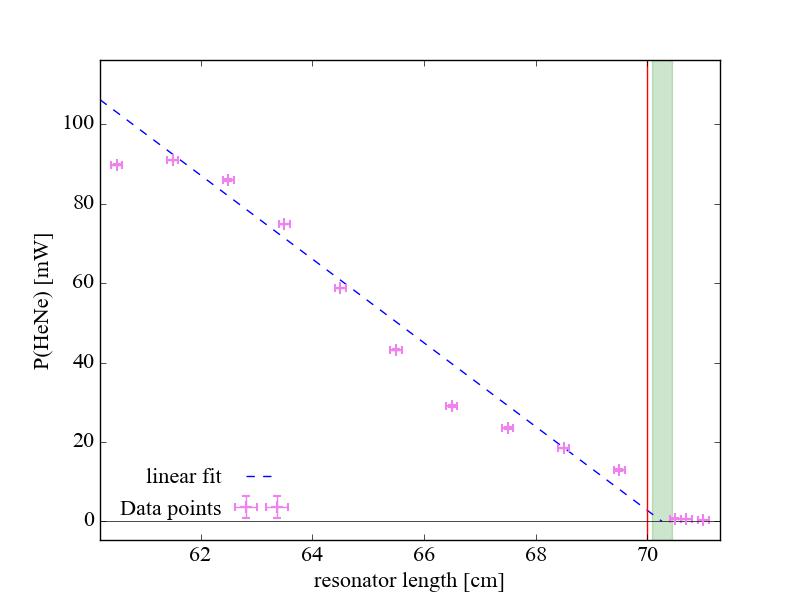 100
80
60
40
20
0
P(HeNe) [mW]
linear fit
Data points
62 64 66 68 70
resonator length [cm]